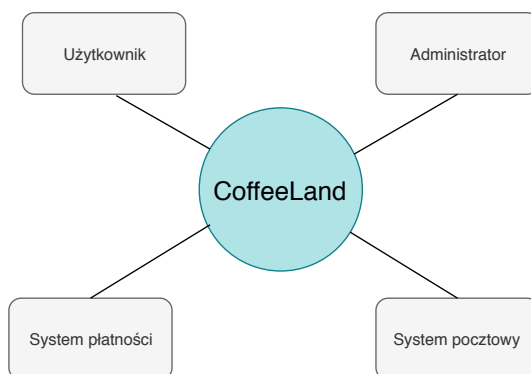 Użytkownik
Administrator
CoffeeLand
System płatności
System pocztowy